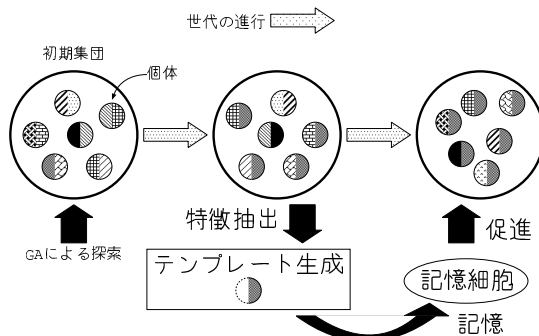 世代の進行
初期集団
個体
特徴抽出
促進
GAによる探索
テンプレート生成
記憶細胞
記憶